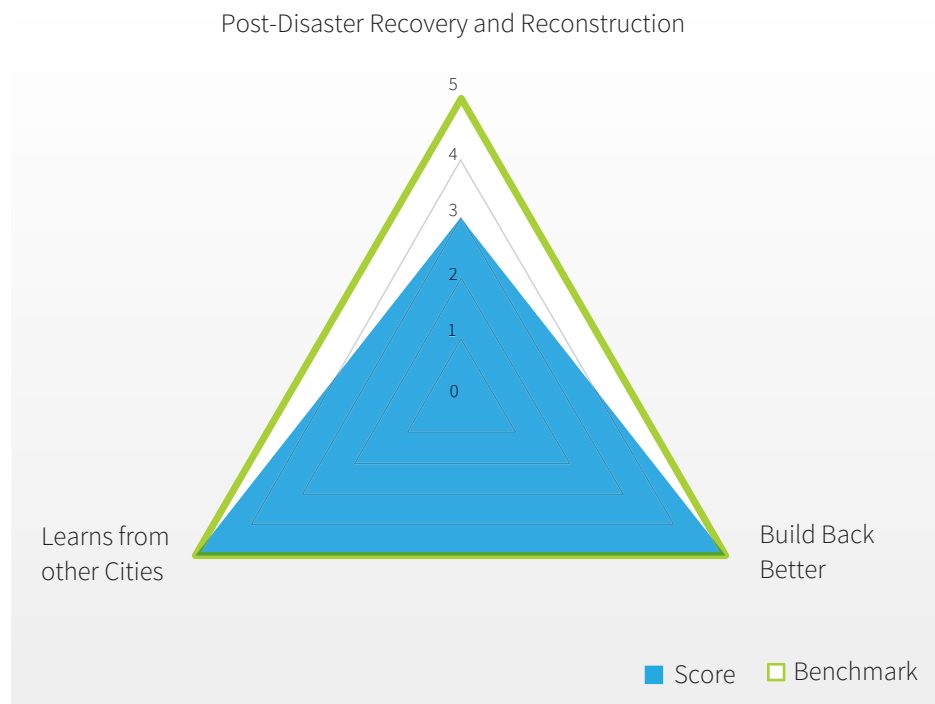 Post-Disaster Recovery and Reconstruction
5
4
3
2
1
0
Learns from
other Cities
Build Back
Better
Score
Benchmark